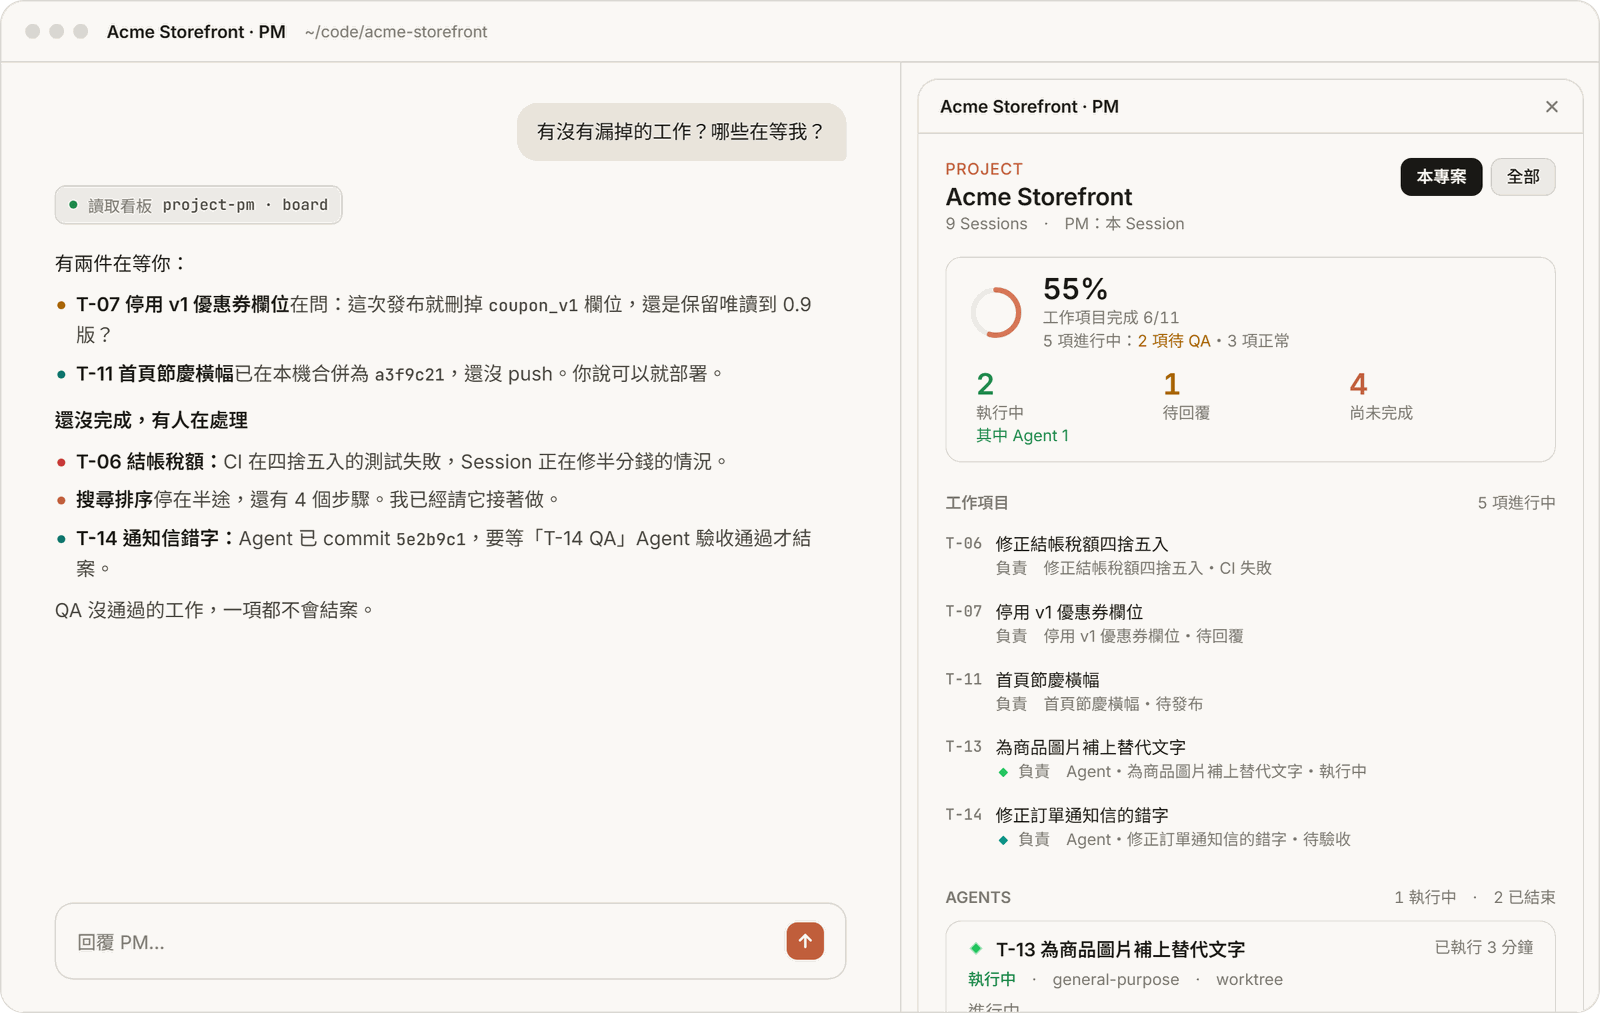 Acme Storefront · PM ~/code/acme-storefront
有沒有漏掉的工作？哪些在等我？
讀取看板 project-pm · board
有兩件在等你：
T-07 停用 v1 優惠券欄位在問：這次發布就刪掉 coupon_v1 欄位，還是保留唯讀到 0.9
版？
T-11 首頁節慶橫幅已在本機合併為 a3f9c21，還沒 push。你說可以就部署。
還沒完成，有人在處理
T-06 結帳稅額：CI 在四捨五入的測試失敗，Session 正在修半分錢的情況。
搜尋排序停在半途，還有 4 個步驟。我已經請它接著做。
T-14 通知信錯字：Agent 已 commit 5e2b9c1，要等「T-14 QA」Agent 驗收通過才結
案。
QA 沒通過的工作，一項都不會結案。
回覆 PM...
Acme Storefront · PM
PROJECT
Acme Storefront
9 Sessions · PM：本 Session
本專案 全部
55%
工作項目完成 6/11
5 項進行中：2 項待 QA・3 項正常
2 1 4
執行中 待回覆 尚未完成
其中 Agent 1
工作項目 5 項進行中
T-06 修正結帳稅額四捨五入
負責 修正結帳稅額四捨五入・CI 失敗
T-07 停用 v1 優惠券欄位
負責 停用 v1 優惠券欄位・待回覆
T-11 首頁節慶橫幅
負責 首頁節慶橫幅・待發布
T-13 為商品圖片補上替代文字
負責 Agent・為商品圖片補上替代文字・執行中
T-14 修正訂單通知信的錯字
負責 Agent・修正訂單通知信的錯字・待驗收
AGENTS 1 執行中 · 2 已結束
T-13 為商品圖片補上替代文字 已執行 3 分鐘
執行中 · general-purpose · worktree
進行中